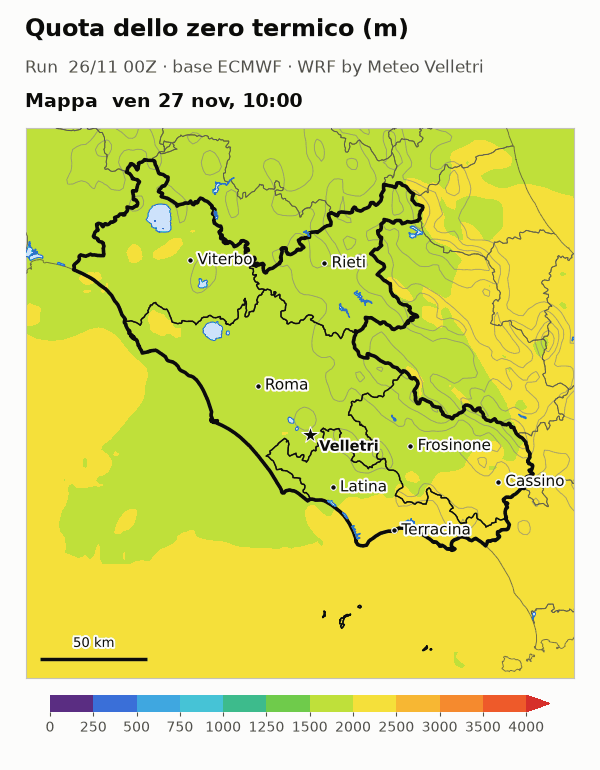 Quota dello zero termico (m)
Run  26/11 00Z · base ECMWF · WRF by Meteo Velletri
Mappa  ven 27 nov, 10:00
Viterbo
Rieti
Roma
Velletri
Frosinone
Cassino
Latina
Terracina
50 km
0 250 500 750 1000 1250 1500 2000 2500 3000 3500 4000